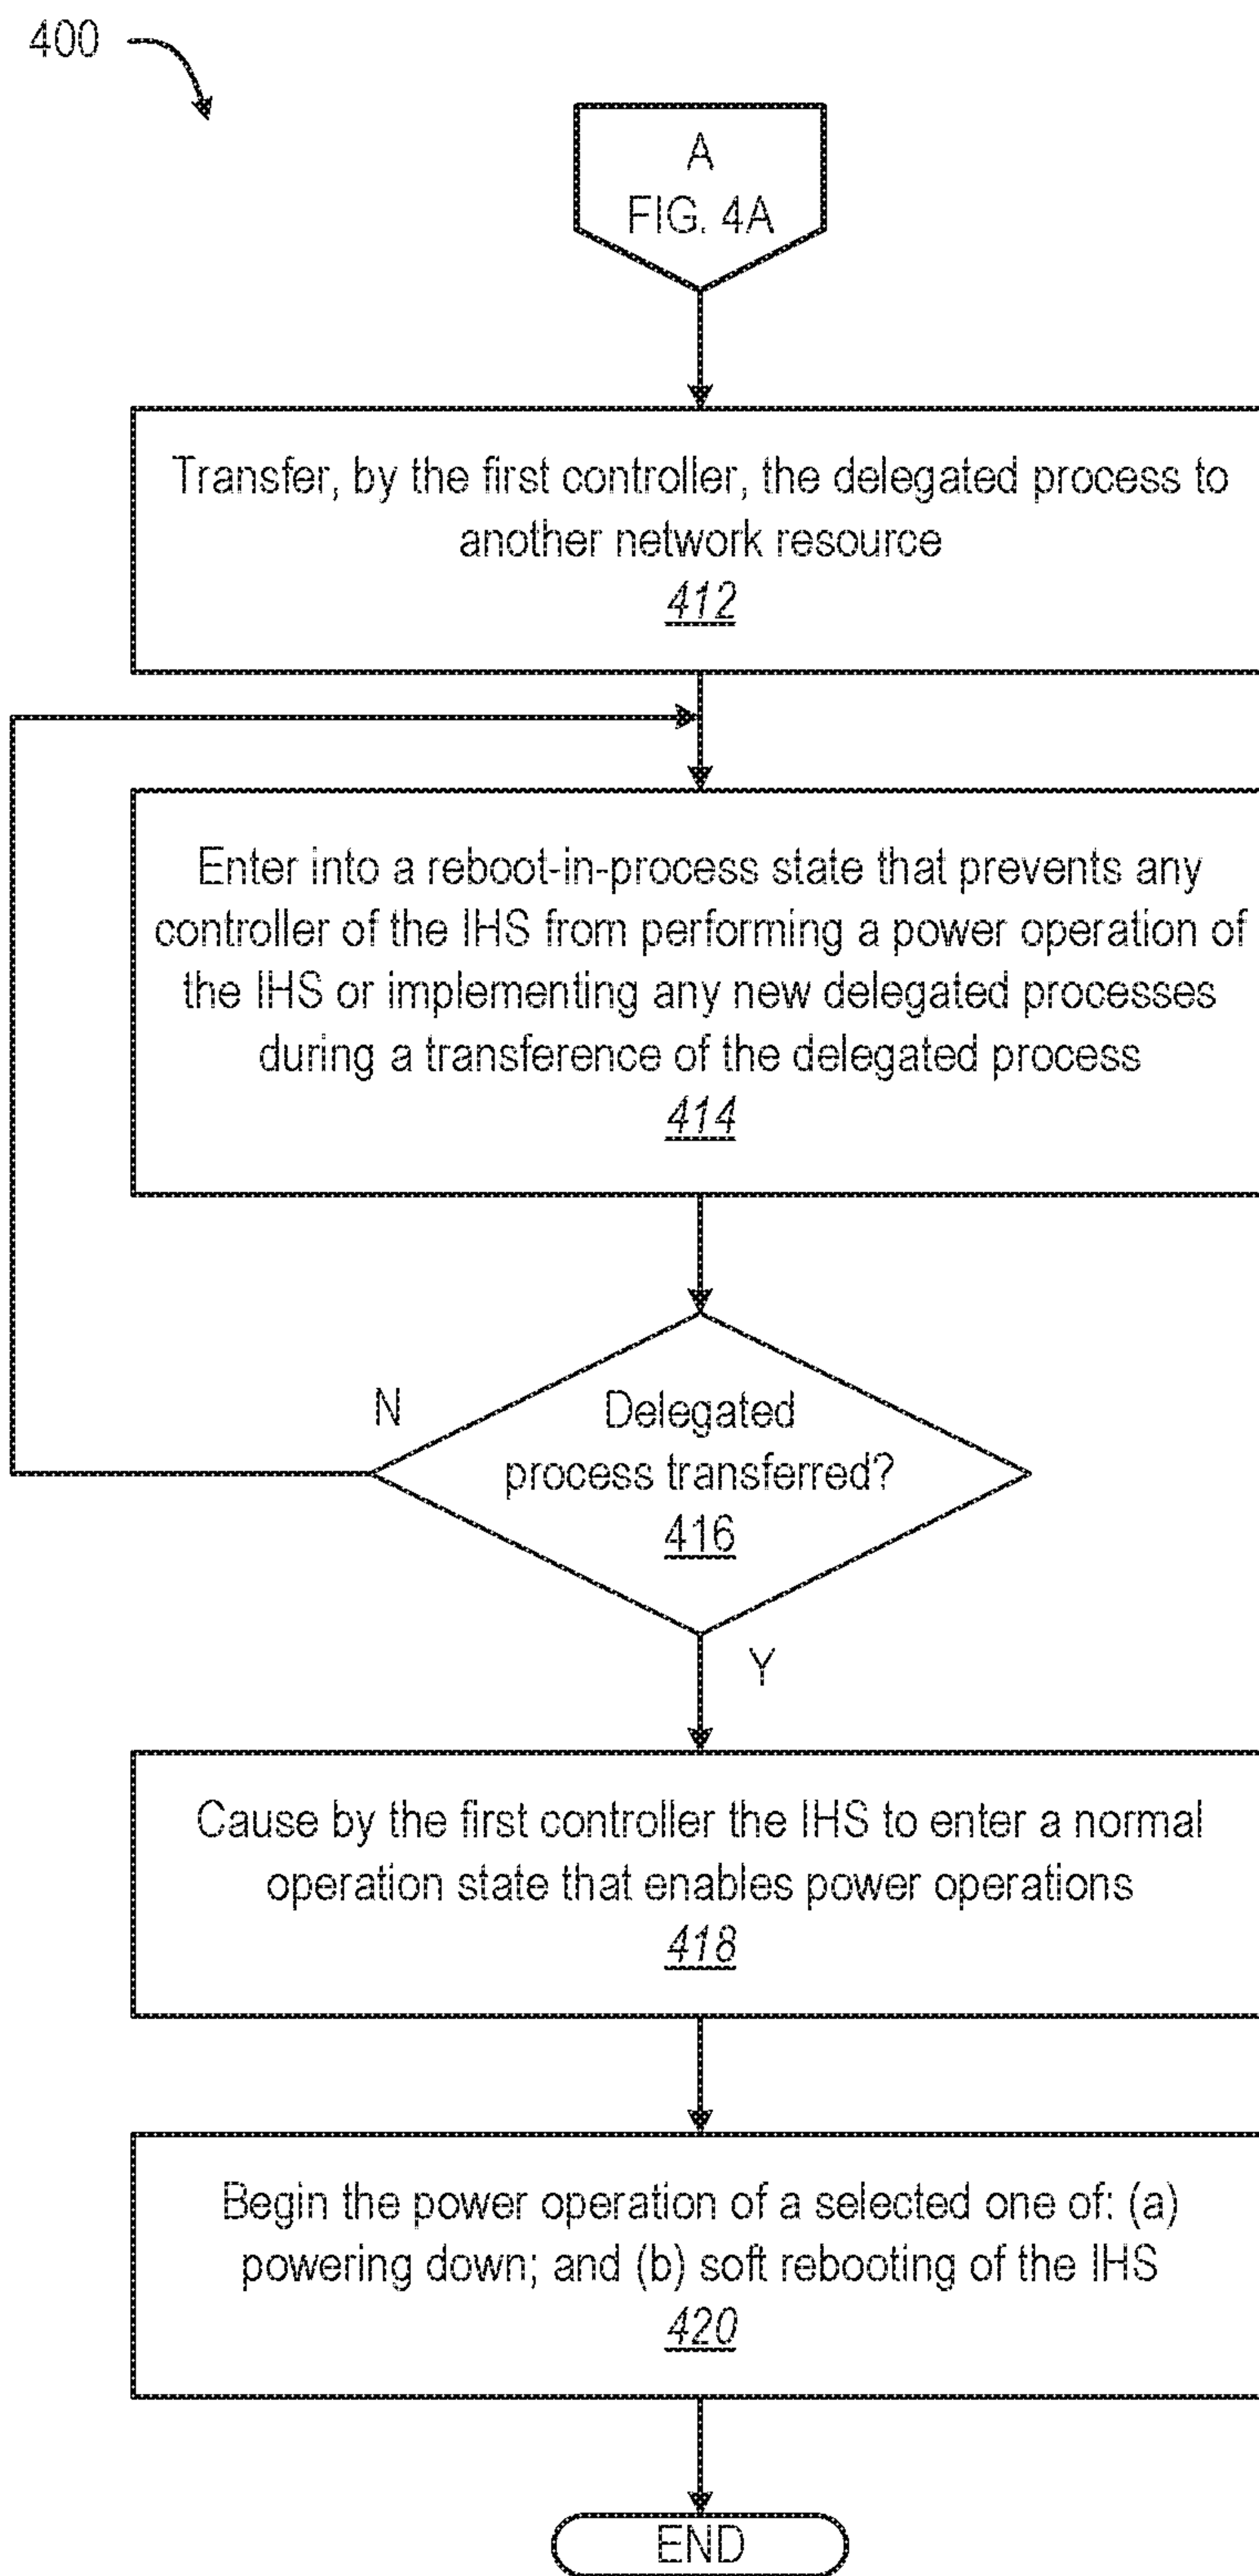 400
A
FIG. 4A
Transfer, by the first controller, the delegated process to
another network resource
412
Enter into a reboot-in-process state that prevents any
controller of the IHS from performing a power operation of
the IHS or implementing any new delegated processes
during a transference of the delegated process
414
N
Delegated
process transferred?
416
Y
Cause by the first controller the IHS to enter a normal
operation state that enables power operations
418
Begin the power operation of a selected one of: (a)
powering down; and (b) soft rebooting of the IHS
420
END